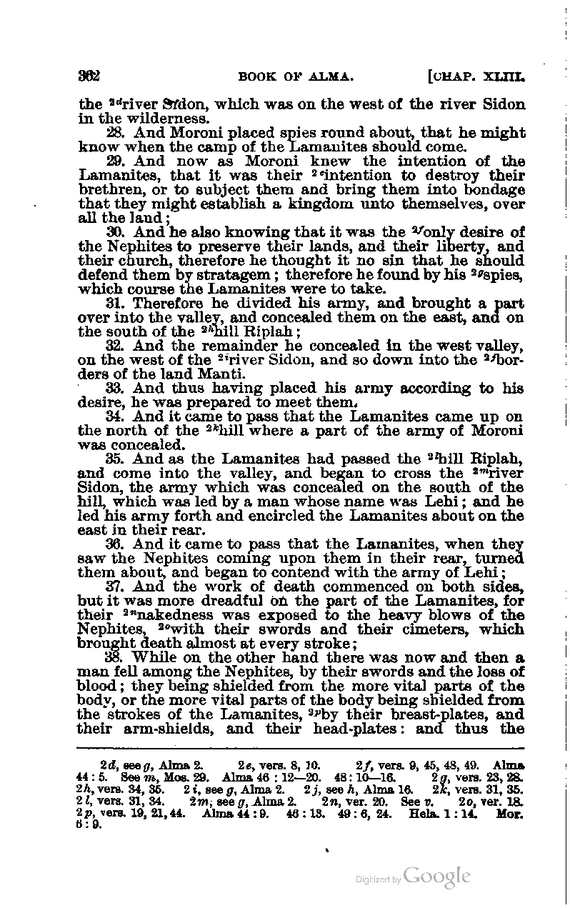 362 BOOK OF ALMA. [CHAP. XLIII.
the 2d river Sidon, which was on the west of the river Sidon
in the wilderness.
28. And Moroni placed spies round about, that he might
know when the camp of the Lamanites should come.
29. And now as Moroni knew the intention of the
Lamanites, that it was their 2e intention to destroy their
brethren, or to subject them and bring them into bondage
that they might establish a kingdom unto themselves, over
all the land;
30. And he also knowing that it was the 2f only desire of
the Nephites to preserve their lands, and their liberty, and
their church, therefore he thought it no sin that he should
defend them by stratagem; therefore he found by his 2g spies,
which course the Lamanites were to take.
31. Therefore he divided his army, and brought a part
over into the valley, and concealed them on the east, and on
the south of the 2h hill Riplah;
32. And the remainder he concealed in the west valley,
on the west of the 2i river Sidon, and so down into the 2j bor-
ders of the land Manti.
33. And thus having placed his army according to his
desire, he was prepared to meet them.
34. And it came to pass that the Lamanites came up on
the north of the 2k hill where a part of the army of Moroni
was concealed.
35. And as the Lamanites had passed the 2l hill Riplah,
and come into the valley, and began to cross the 2m river
Sidon, the army which was concealed on the south of the
hill, which was led by a man whose name was Lehi; and he
led his army forth and encircled the Lamanites about on the
east in their rear.
36. And it came to pass that the Lamanites, when they
saw the Nephites coming upon them in their rear, turned
them about, and began to contend with the army of Lehi;
37. And the work of death commenced on both sides,
but it was more dreadful on the part of the Lamanites, for
their 2n nakedness was exposed to the heavy blows of the
Nephites, 2o with their swords and their cimeters, which
brought death almost at every stroke;
38. While on the other hand there was now and then a
man fell among the Nephites, by their swords and the loss of
blood; they being shielded from the more vital parts of the
body, or the more vital parts of the body being shielded from
the strokes of the Lamanites, 2p by their breast-plates, and
their arm-shields, and their head-plates: and thus the
2d, see g, Alma 2. 2e, vers. 8, 10. 2f, vers. 9, 45, 48, 49. Alma
44:5. See m, Mos. 29. Alma 46:12—20. 48:10—16. 2g, vers. 23, 28.
2h, vers. 34, 35. 2i, see g, Alma 2. 2j, see h, Alma 16. 2k, vers. 31, 35.
2l, vers. 31, 34. 2m, see g, Alma 2. 2n, ver. 20. See v. 2o, ver. 18.
2p, vers. 19, 21, 44. Alma 44:9. 46:13. 49:6, 24. Hela. 1:14. Mor.
6:9.
Digitized by Google